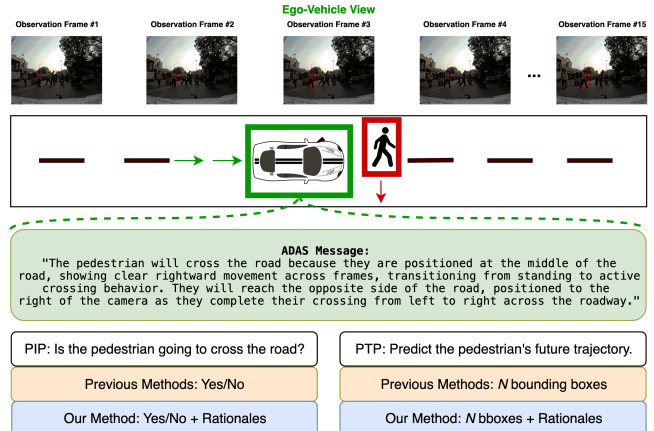 Ego-Vehicle View
Observation Frame #1
Observation Frame #2
Observation Frame #3
Observation Frame #4
Observation Frame #15
...
ADAS Message:
"The pedestrian will cross the road because they are positioned at the middle of the
road, showing clear rightward movement across frames, transitioning from standing to active
crossing behavior. They will reach the opposite side of the road, positioned to the
right of the camera as they complete their crossing from left to right across the roadway."
PIP: Is the pedestrian going to cross the road?
Previous Methods: Yes/No
Our Method: Yes/No + Rationales
PTP: Predict the pedestrian's future trajectory.
Previous Methods: N bounding boxes
Our Method: N bboxes + Rationales